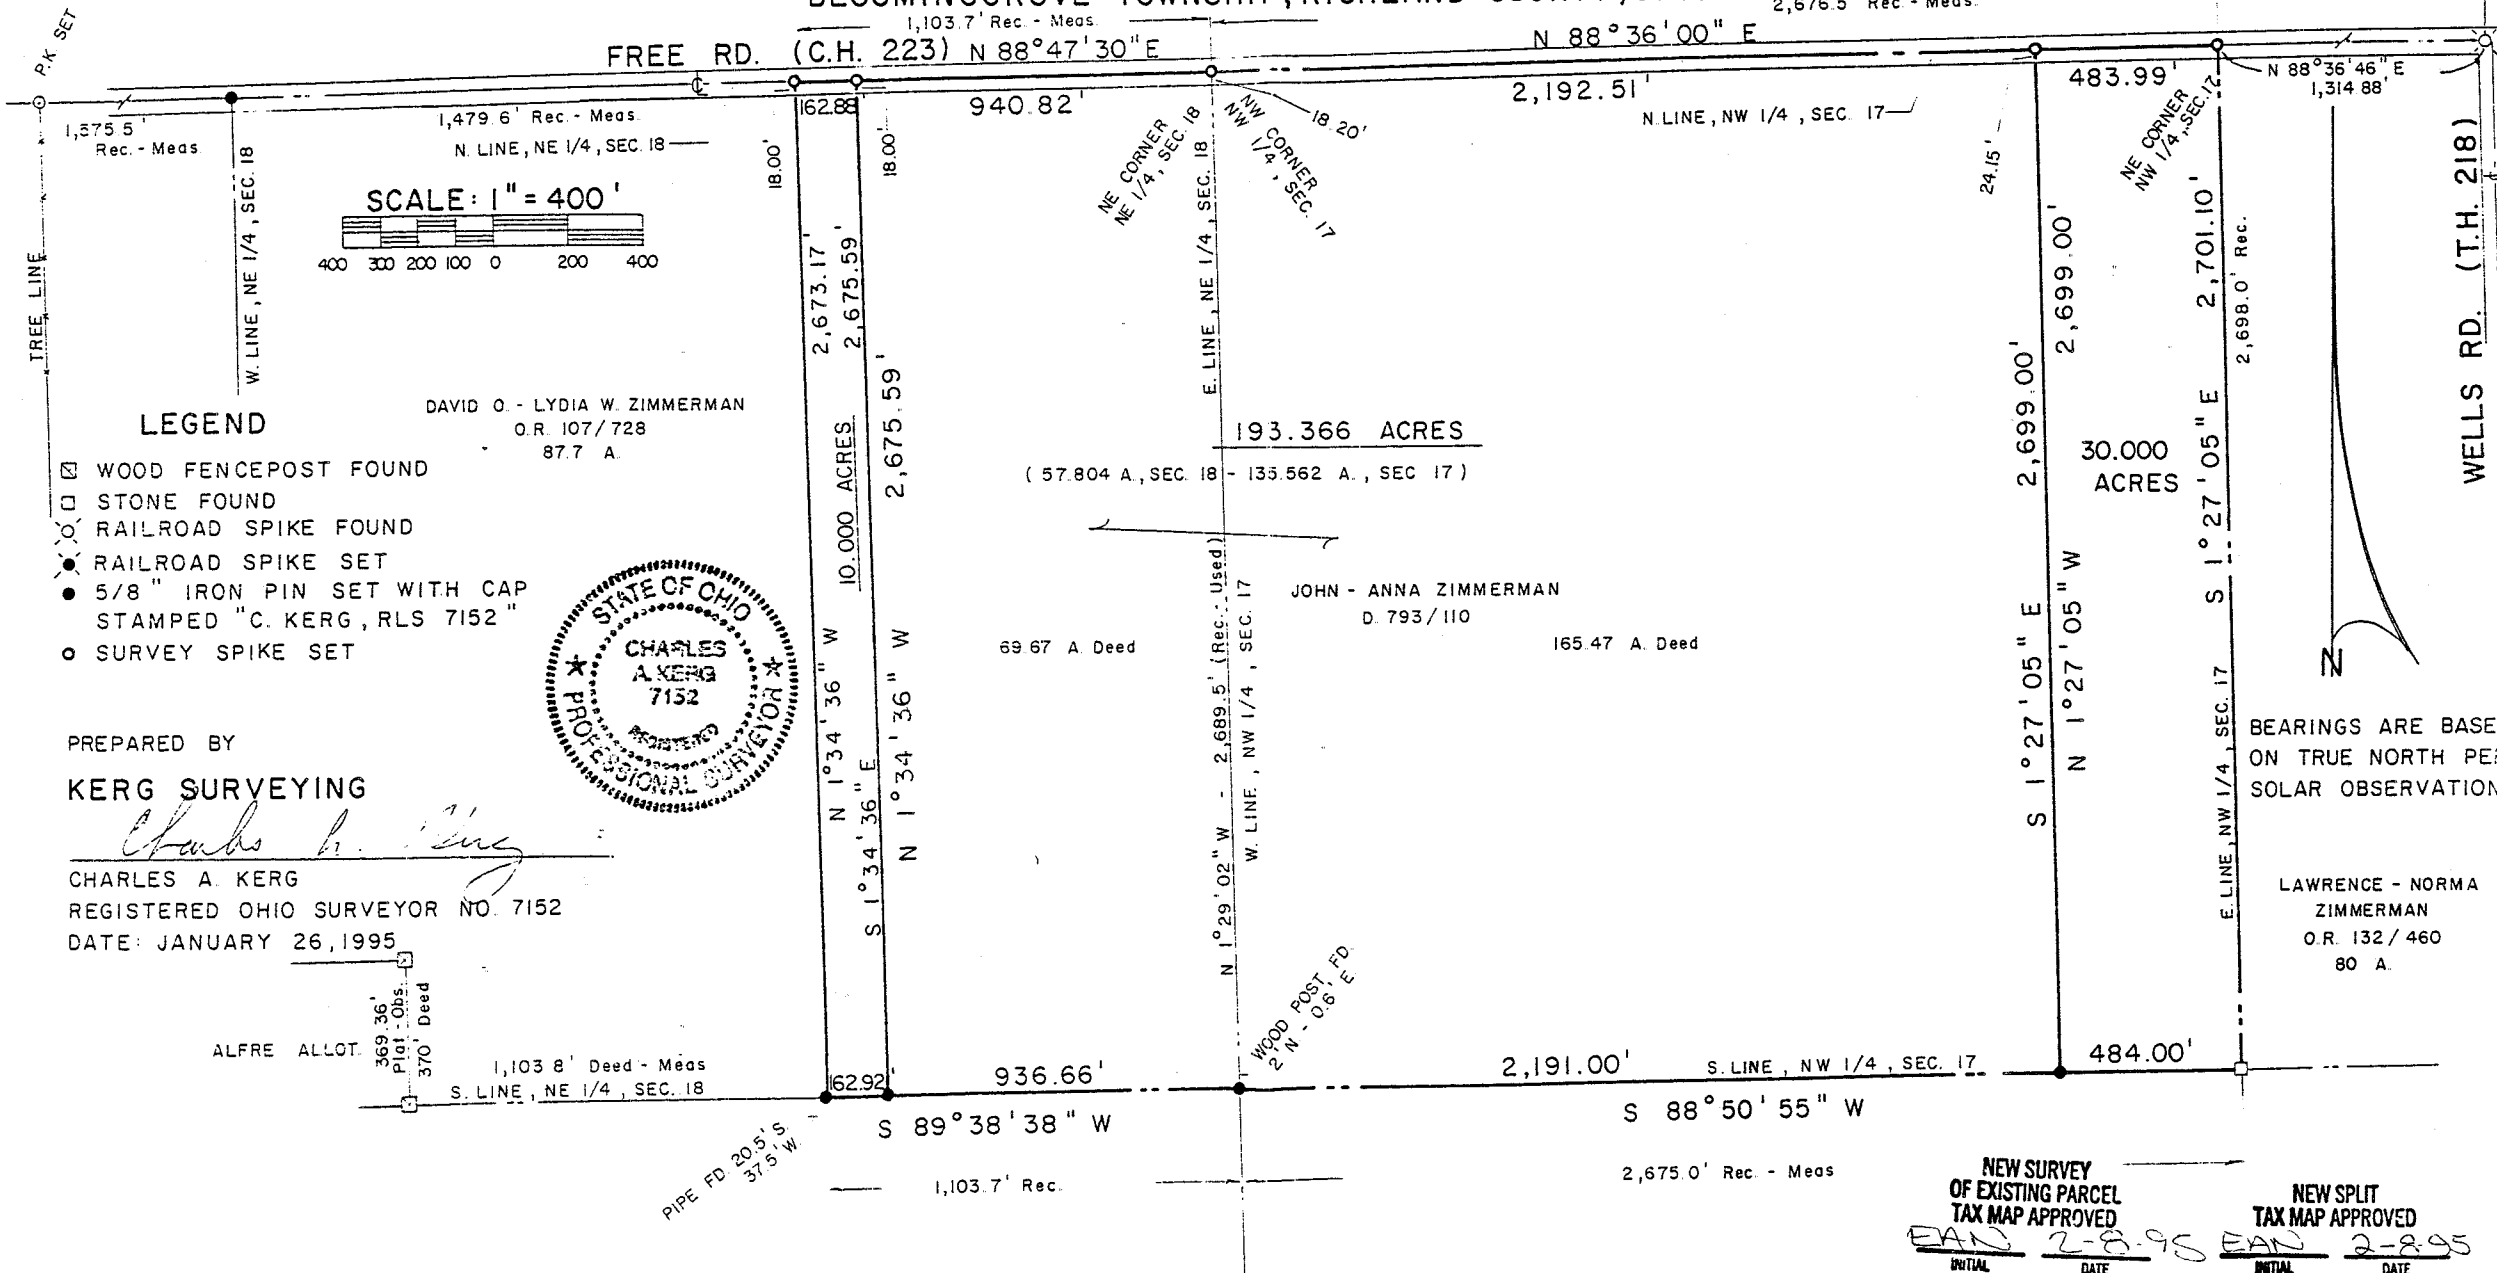 1,103.7' Rec. - Meas.
2,676.5' Rec. - Meas.
FREE RD. (C.H. 223) N 88°47'30" E
N 88°36'00" E
P.K. SET
1,575.5'
Rec. - Meas.
1,479.6' Rec. - Meas.
N. LINE, NE 1/4, SEC. 18
162.88'
940.82'
18.20'
2,192.51'
N. LINE, NW 1/4, SEC. 17
483.99'
N 88°36'46" E
1,314.88'
TREE LINE
W. LINE, NE 1/4, SEC. 18
18.00'
18.00'
NE CORNER
NE 1/4, SEC. 18
NW CORNER
NW 1/4, SEC. 17
24.15'
NE CORNER
NW 1/4, SEC. 17
WELLS RD. (T.H. 218)
SCALE: 1" = 400'
400 300 200 100 0 200 400
2,673.17'
2,675.59'
2,675.59'
10.000 ACRES
E. LINE, NE 1/4, SEC. 18
2,699.00'
2,699.00'
2,701.10'
2,698.0' Rec.
DAVID O. - LYDIA W. ZIMMERMAN
O.R. 107/728
87.7 A.
193.366 ACRES
(57.804 A., SEC. 18 - 135.562 A., SEC 17)
30.000
ACRES
LEGEND
WOOD FENCEPOST FOUND
STONE FOUND
RAILROAD SPIKE FOUND
RAILROAD SPIKE SET
5/8" IRON PIN SET WITH CAP
STAMPED "C. KERG, RLS 7152"
SURVEY SPIKE SET
STATE OF OHIO
CHARLES
A. KERG
7152
REGISTERED
PROFESSIONAL SURVEYOR
JOHN - ANNA ZIMMERMAN
D. 793/110
69.67 A. Deed
165.47 A. Deed
N 1°34'36" W
S 1°34'36" E
N 1°34'36" W
N 1°29'02" W - 2,689.5' (Rec. - Used)
W. LINE, NW 1/4, SEC. 17
S 1°27'05" E
N 1°27'05" W
S 1°27'05" E
E. LINE, NW 1/4, SEC. 17
N
BEARINGS ARE BASE
ON TRUE NORTH PE
SOLAR OBSERVATION
PREPARED BY
KERG SURVEYING
Charles A. Kerg
CHARLES A. KERG
REGISTERED OHIO SURVEYOR NO. 7152
DATE: JANUARY 26, 1995
LAWRENCE - NORMA
ZIMMERMAN
O.R. 132/460
80 A.
ALFRE ALLOT.
369.36'
Plat - Obs.
370' Deed
1,103.8' Deed - Meas
S. LINE, NE 1/4, SEC. 18
162.92'
936.66'
WOOD POST FD.
2' N - 0.6' E
2,191.00'
S. LINE, NW 1/4, SEC. 17
484.00'
S 89°38'38" W
S 88°50'55" W
PIPE FD. 20.5' S.
37.5' W.
1,103.7' Rec.
2,675.0' Rec. - Meas
NEW SURVEY
OF EXISTING PARCEL
TAX MAP APPROVED
EAN 2-8-95
INITIAL DATE
NEW SPLIT
TAX MAP APPROVED
EAN 2-8-95
INITIAL DATE